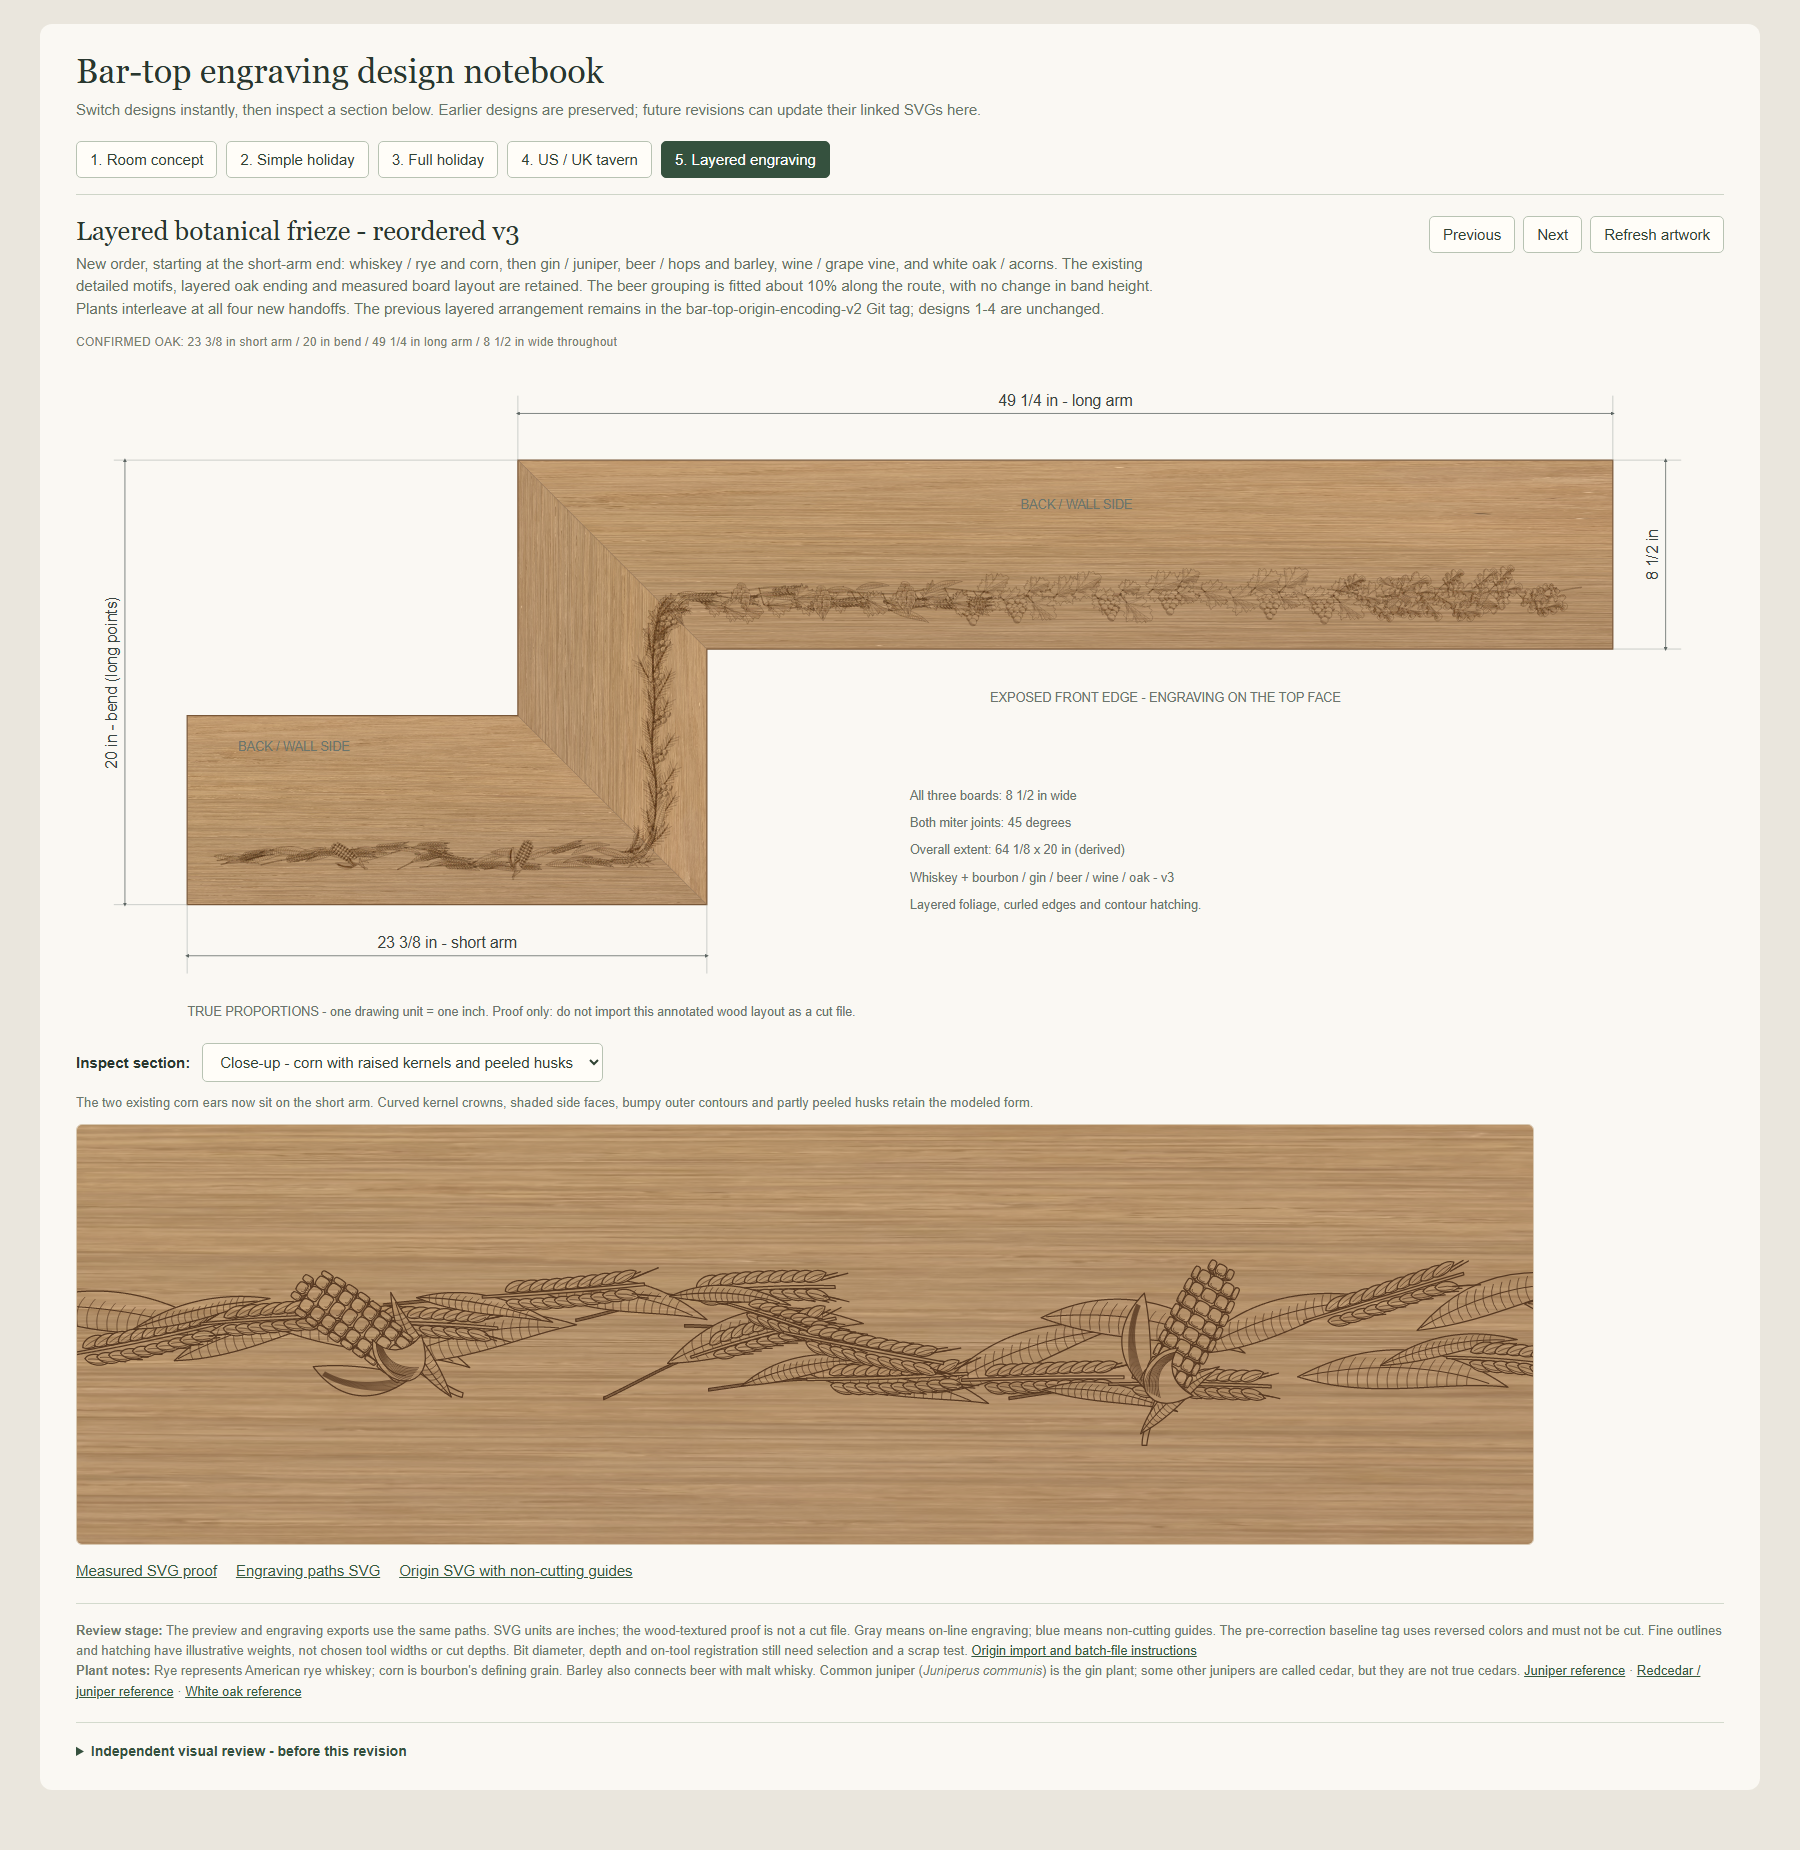 Bar-top engraving design notebook
Switch designs instantly, then inspect a section below. Earlier designs are preserved; future revisions can update their linked SVGs here.
1. Room concept
2. Simple holiday
3. Full holiday
4. US / UK tavern
5. Layered engraving
Layered botanical frieze - reordered v3
Previous
Next
Refresh artwork
New order, starting at the short-arm end: whiskey / rye and corn, then gin / juniper, beer / hops and barley, wine / grape vine, and white oak / acorns. The existing
detailed motifs, layered oak ending and measured board layout are retained. The beer grouping is fitted about 10% along the route, with no change in band height.
Plants interleave at all four new handoffs. The previous layered arrangement remains in the bar-top-origin-encoding-v2 Git tag; designs 1-4 are unchanged.
CONFIRMED OAK: 23 3/8 in short arm / 20 in bend / 49 1/4 in long arm / 8 1/2 in wide throughout
49 1/4 in - long arm
BACK / WALL SIDE
8 1/2 in
20 in - bend (long points)
EXPOSED FRONT EDGE - ENGRAVING ON THE TOP FACE
BACK / WALL SIDE
All three boards: 8 1/2 in wide
Both miter joints: 45 degrees
Overall extent: 64 1/8 x 20 in (derived)
Whiskey + bourbon / gin / beer / wine / oak - v3
Layered foliage, curled edges and contour hatching.
23 3/8 in - short arm
TRUE PROPORTIONS - one drawing unit = one inch. Proof only: do not import this annotated wood layout as a cut file.
Inspect section:
Close-up - corn with raised kernels and peeled husks
The two existing corn ears now sit on the short arm. Curved kernel crowns, shaded side faces, bumpy outer contours and partly peeled husks retain the modeled form.
Measured SVG proof
Engraving paths SVG
Origin SVG with non-cutting guides
Review stage: The preview and engraving exports use the same paths. SVG units are inches; the wood-textured proof is not a cut file. Gray means on-line engraving; blue means non-cutting guides. The pre-correction baseline tag uses reversed colors and must not be cut. Fine outlines
and hatching have illustrative weights, not chosen tool widths or cut depths. Bit diameter, depth and on-tool registration still need selection and a scrap test. Origin import and batch-file instructions
Plant notes: Rye represents American rye whiskey; corn is bourbon's defining grain. Barley also connects beer with malt whisky. Common juniper (Juniperus communis) is the gin plant; some other junipers are called cedar, but they are not true cedars. Juniper reference · Redcedar /
juniper reference · White oak reference
Independent visual review - before this revision